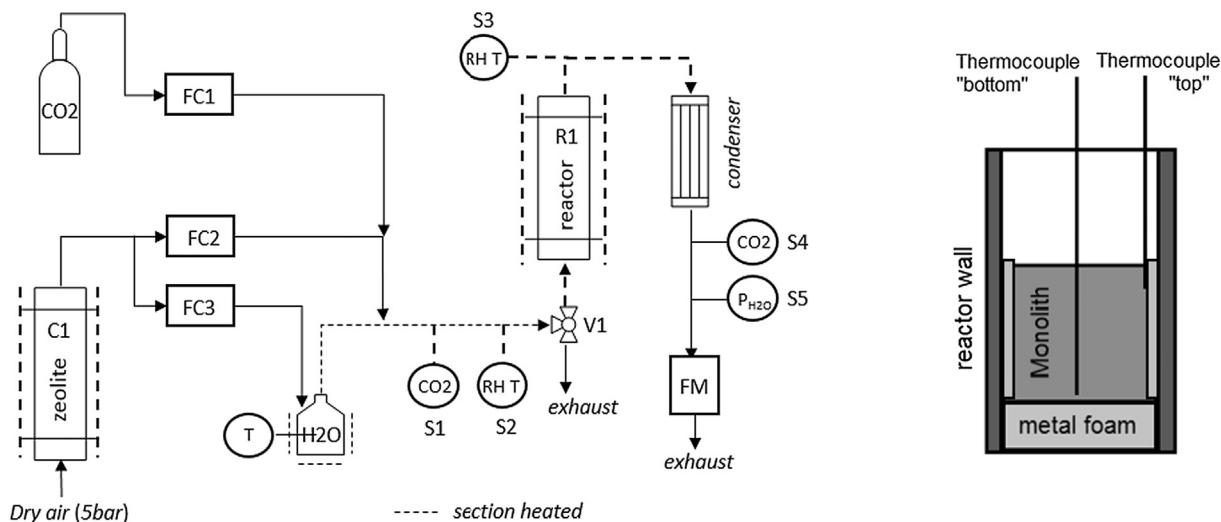 S3
RH T
CO2
FC1
R1
reactor
condenser
FC2
CO2
S4
FC3
PH2O
S5
C1
zeolite
V1
CO2
RH T
FM
T
H2O
S1
S2
exhaust
exhaust
Dry air (5bar)
section heated
Thermocouple
"bottom"
Thermocouple
"top"
reactor wall
Monolith
metal foam